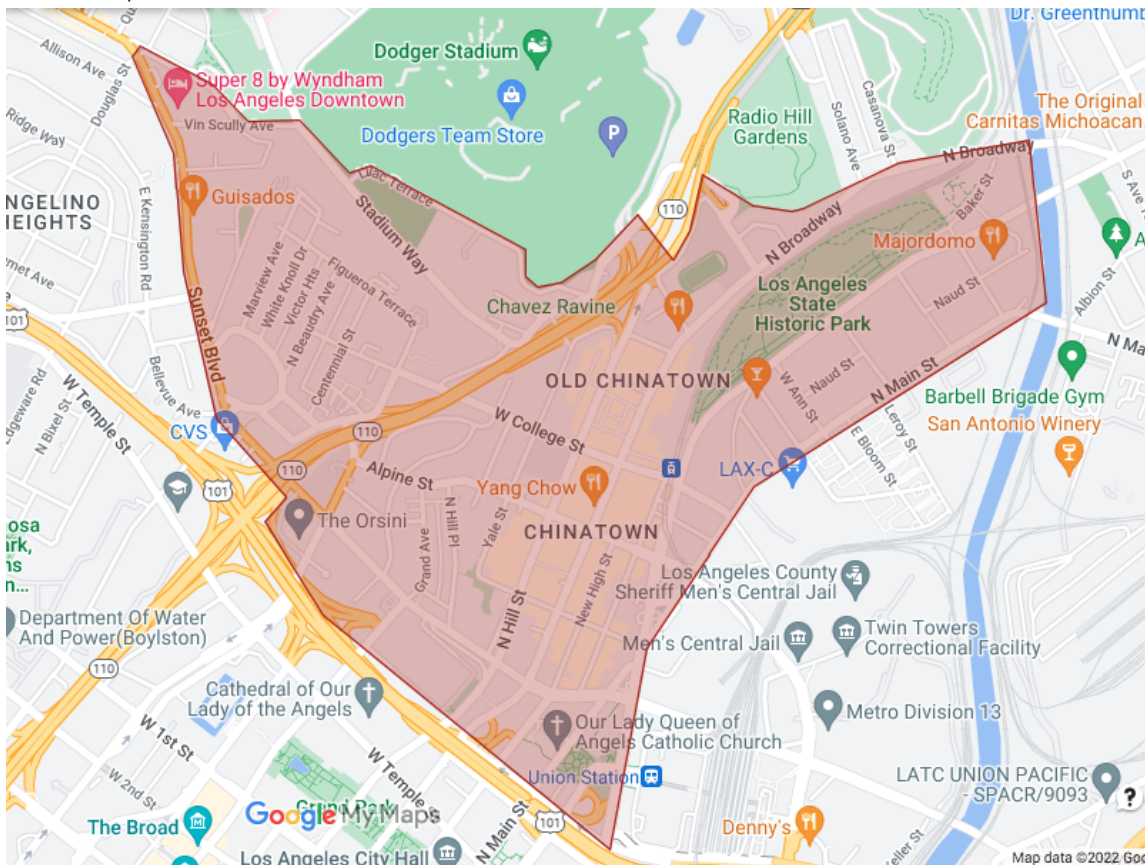 Dr. Greenthumb
Allison Ave
Douglas St
Dodger Stadium
Super 8 by Wyndham
Los Angeles Downtown
Dodgers Team Store
P
Vin Scully Ave
Ridge Way
Radio Hill
Gardens
Solano Ave
Casanova St
The Original
Carnitas Michoacan
N Broadway
NGELINO
HEIGHTS
E Kensington Rd
Guisados
Lilac Terrace
Stadium Way
110
N Broadway
Baker St
Majordomo
Marview Ave
White Knoll Dr
Victor Hts
N Beaudry Ave
Figueroa Terrace
Centennial St
Chavez Ravine
Los Angeles
State
Historic Park
Naud St
Albion St
101
Sunset Blvd
Bellevue Ave
W Temple St
Edgeware Rd
N Bixel St
OLD CHINATOWN
W Ann St
Naud St
N Main St
Barbell Brigade Gym
San Antonio Winery
CVS
110
W College St
Leroy St
E Bloom St
110
Alpine St
LAX-C
101
Yang Chow
The Orsini
N Hill Pl
Yale St
Grand Ave
CHINATOWN
New High St
N Hill St
Los Angeles County
Sheriff Men's Central Jail
Department Of Water
And Power(Boylston)
Men's Central Jail
Twin Towers
Correctional Facility
110
Cathedral of Our
Lady of the Angels
Our Lady Queen of
Angels Catholic Church
Metro Division 13
W 1st St
W 2nd St
W Temple St
Union Station
LATC UNION PACIFIC
- SPACR/9093
?
The Broad
Grand Park
Google My Maps
N Main St
101
Denny's
Los Angeles City Hall
Map data ©2022 G